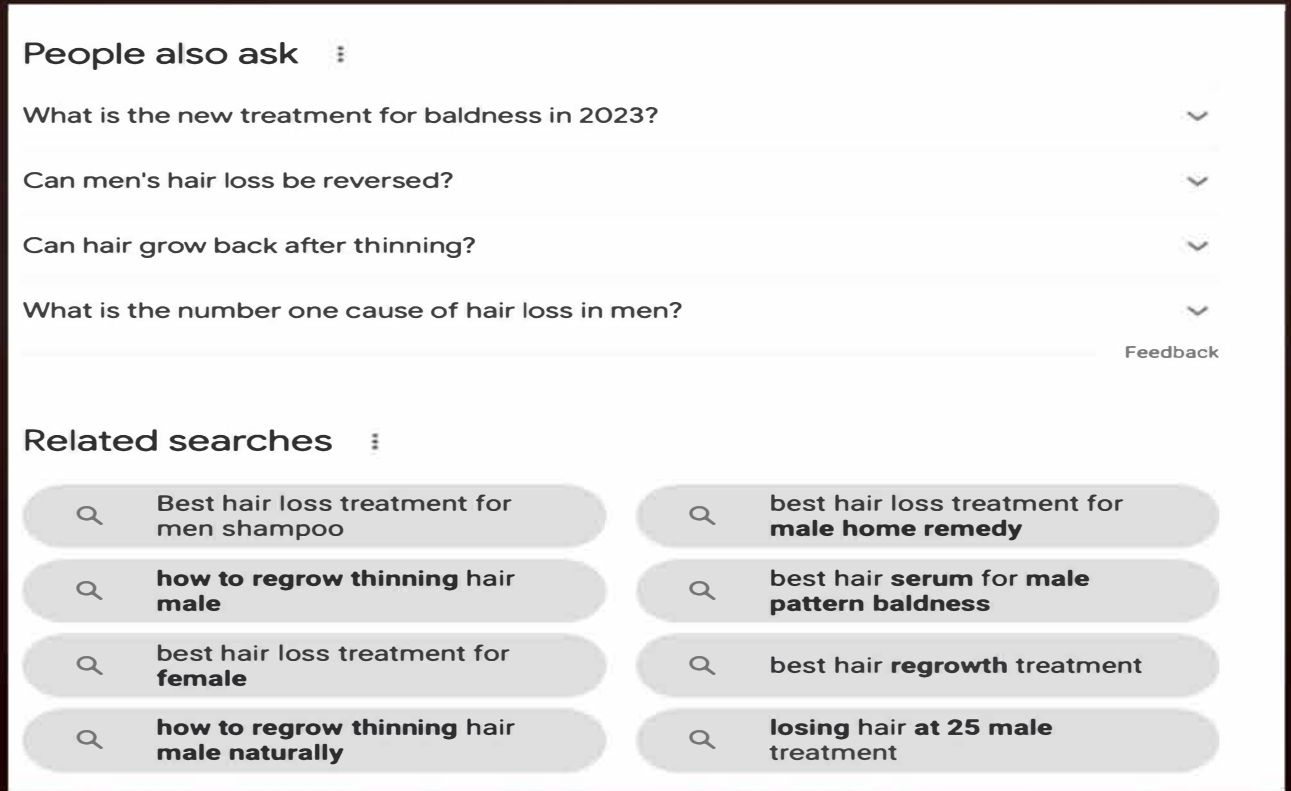 People also ask
What is the new treatment for baldness in 2023?
Can men's hair loss be reversed?
Can hair grow back after thinning?
What is the number one cause of hair loss in men?
Feedback
Related searches
Best hair loss treatment for
men shampoo
best hair loss treatment for
male home remedy
how to regrow thinning hair
male
best hair serum for male
pattern baldness
best hair loss treatment for
female
best hair regrowth treatment
how to regrow thinning hair
male naturally
losing hair at 25 male
treatment